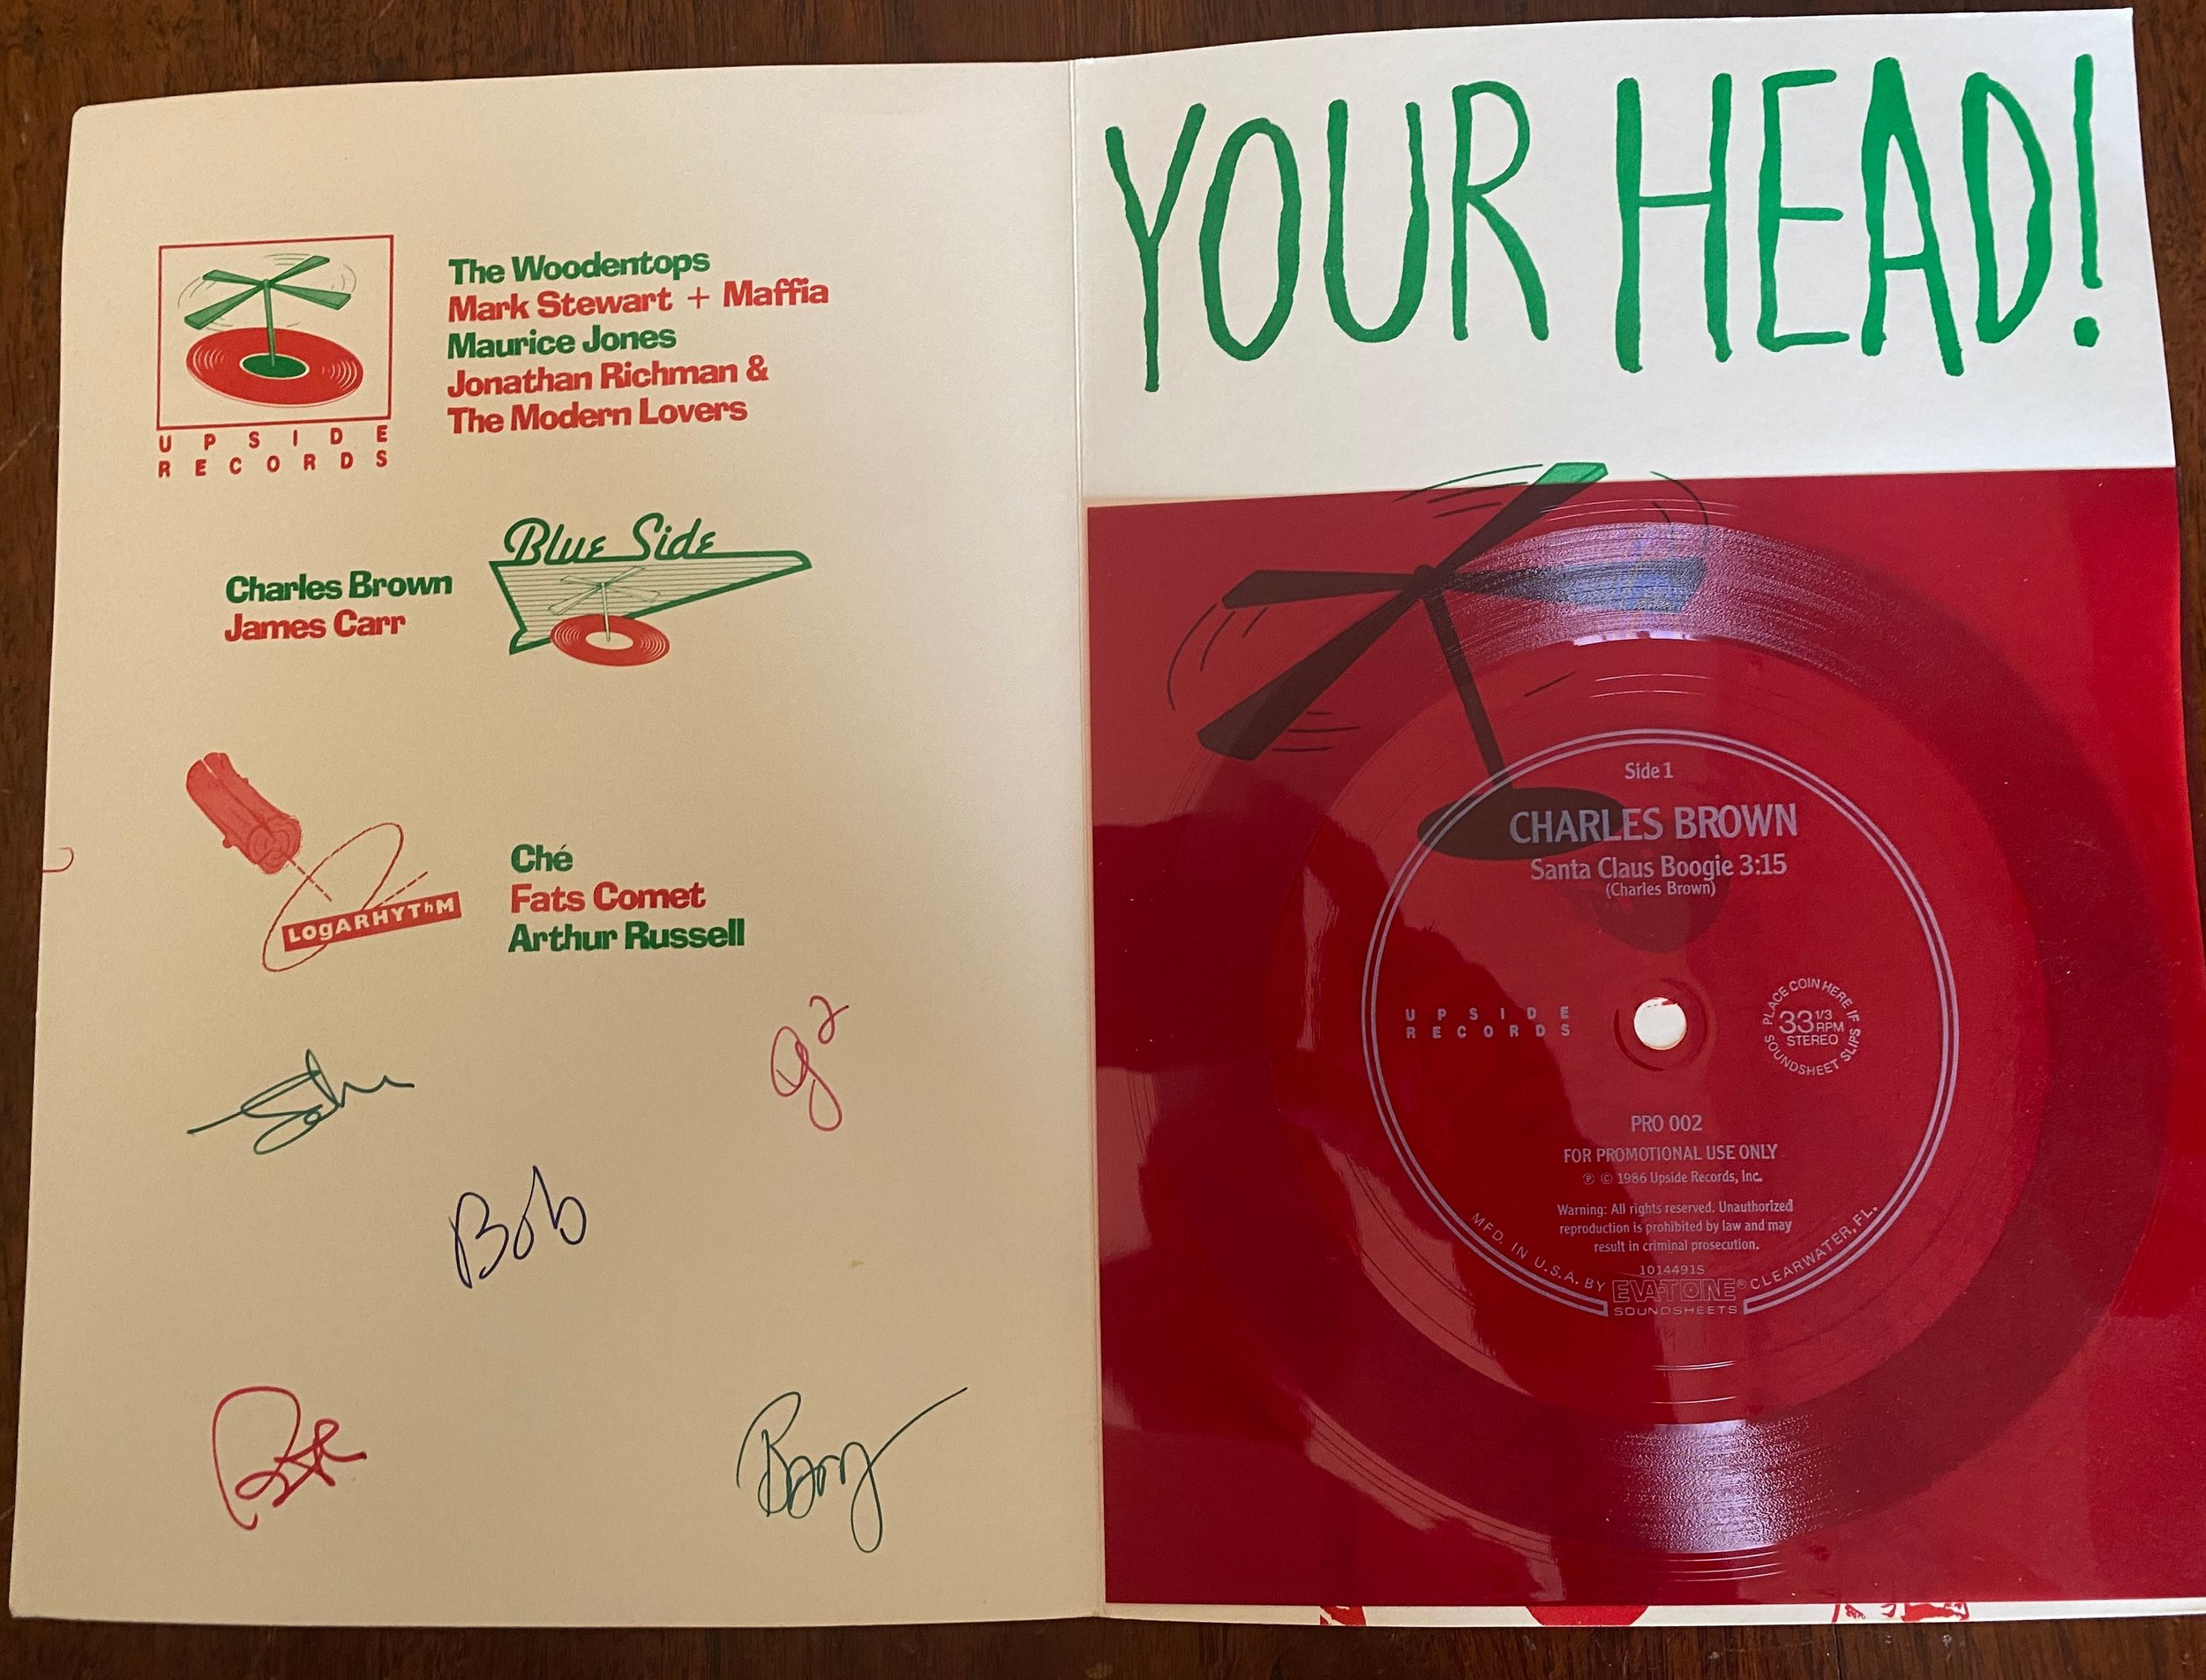 UPSIDE
RECORDS
The Woodentops
Mark Stewart + Maffia
Maurice Jones
Jonathan Richman &
The Modern Lovers
Charles Brown
James Carr
Blue Side
LogARHYThM
Ché
Fats Comet
Arthur Russell
Bob
Barry
YOUR HEAD!
Side 1
CHARLES BROWN
Santa Claus Boogie 3:15
(Charles Brown)
UPSIDE
RECORDS
PLACE COIN HERE IF SOUNDSHEET SLIPS
33 1/3
RPM
STEREO
PRO 002
FOR PROMOTIONAL USE ONLY
℗ © 1986 Upside Records, Inc.
Warning: All rights reserved. Unauthorized
reproduction is prohibited by law and may
result in criminal prosecution.
1014491S
MFD. IN U.S.A. BY EVA-TONE® CLEARWATER, FL.
SOUNDSHEETS